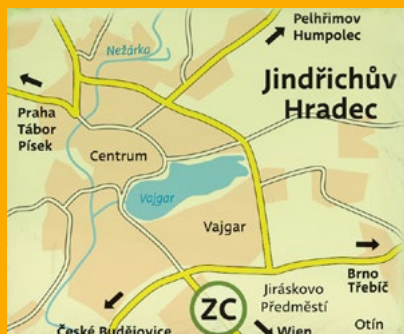 Pelhřimov
Humpolec
Nežárka
Jindřichův
Hradec
Praha
Tábor
Písek
Centrum
Vajgar
Vajgar
Brno
Třebíč
Jiráskovo
Předměstí
ZC
České Budějovice
Wien
Otín